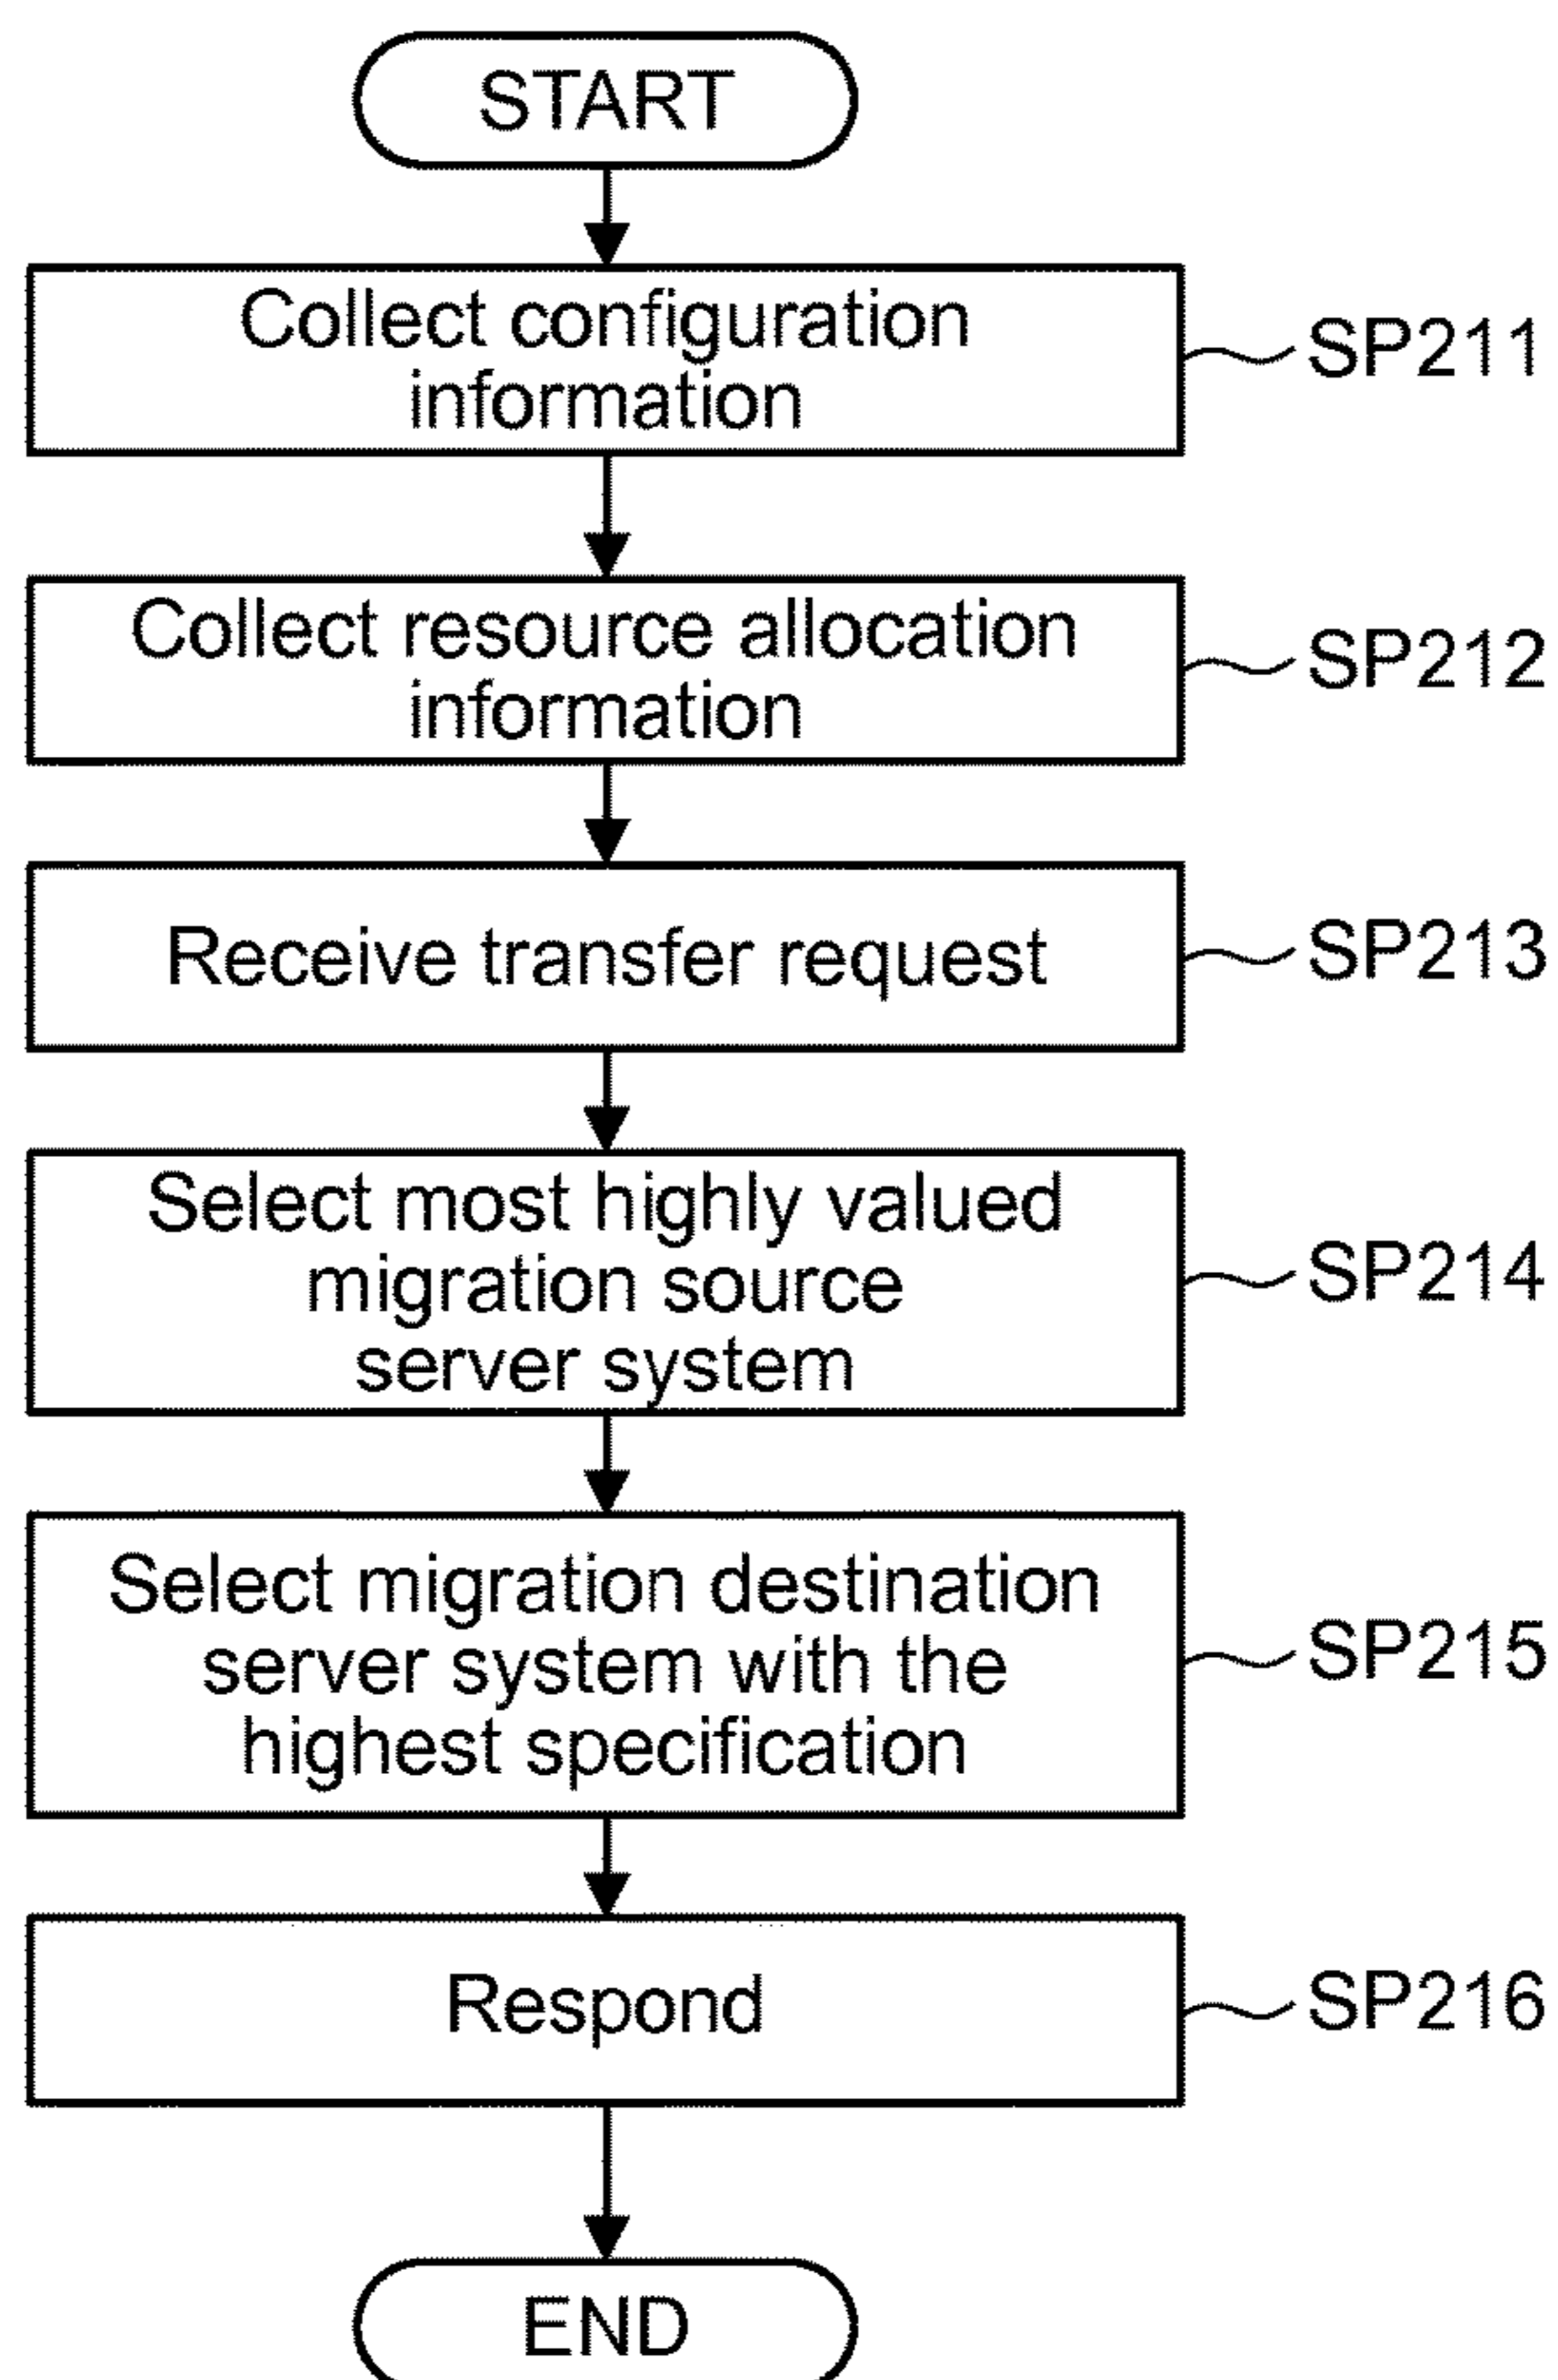 START
Collect configuration
information
SP211
Collect resource allocation
information
SP212
Receive transfer request
SP213
Select most highly valued
migration source
server system
SP214
Select migration destination
server system with the
highest specification
SP215
Respond
SP216
END